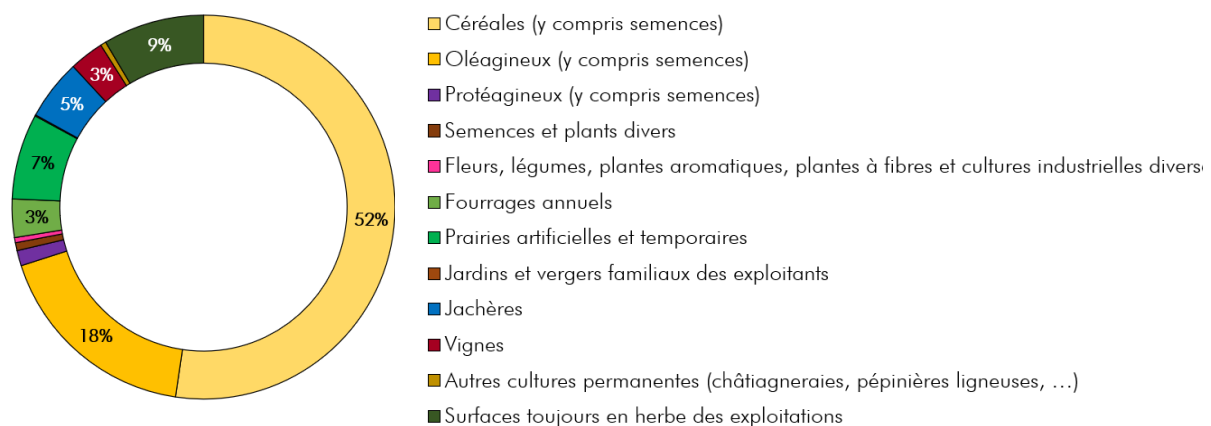 9%
3%
5%
7%
3%
18%
52%
Céréales (y compris semences)
Oléagineux (y compris semences)
Protéagineux (y compris semences)
Semences et plants divers
Fleurs, légumes, plantes aromatiques, plantes à fibres et cultures industrielles divers
Fourrages annuels
Prairies artificielles et temporaires
Jardins et vergers familiaux des exploitants
Jachères
Vignes
Autres cultures permanentes (châtiagneraies, pépinières ligneuses, ...)
Surfaces toujours en herbe des exploitations